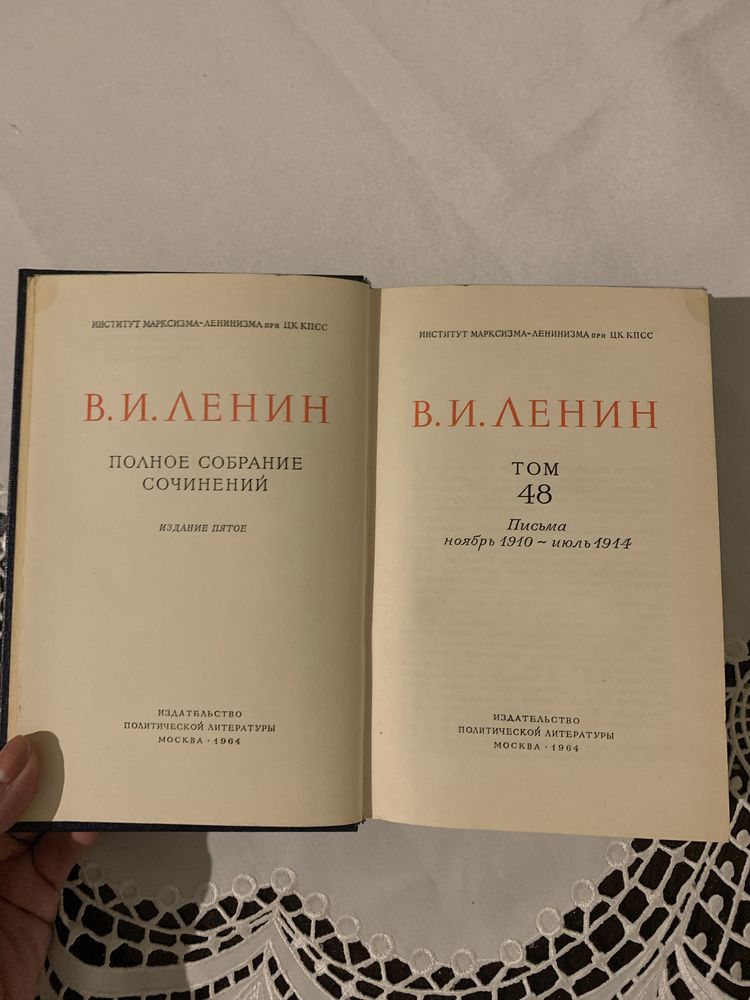 ИНСТИТУТ МАРКСИЗМА-ЛЕНИНИЗМА при ЦК КПСС
В. И. ЛЕНИН
ПОЛНОЕ СОБРАНИЕ
СОЧИНЕНИЙ
ИЗДАНИЕ ПЯТОЕ
ИЗДАТЕЛЬСТВО
ПОЛИТИЧЕСКОЙ ЛИТЕРАТУРЫ
МОСКВА · 1964
ИНСТИТУТ МАРКСИЗМА-ЛЕНИНИЗМА при ЦК КПСС
В. И. ЛЕНИН
ТОМ
48
Письма
ноябрь 1910 ~ июль 1914
ИЗДАТЕЛЬСТВО
ПОЛИТИЧЕСКОЙ ЛИТЕРАТУРЫ
МОСКВА · 1964